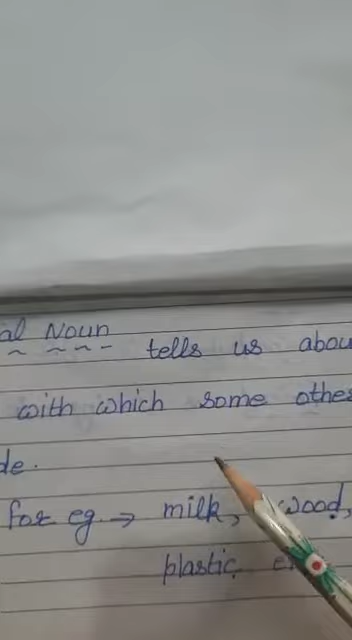 al Noun tells us abou
with which some othe
de.
for eg. → milk, wood,
plastic e